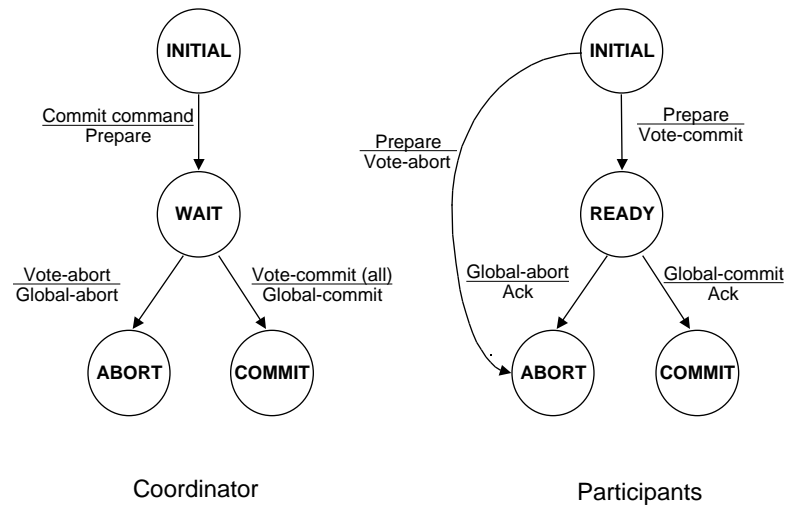 INITIAL
Commit command
Prepare
WAIT
Vote-abort
Global-abort
Vote-commit (all)
Global-commit
ABORT
COMMIT
Coordinator
INITIAL
Prepare
Vote-abort
Prepare
Vote-commit
READY
Global-abort
Ack
Global-commit
Ack
ABORT
COMMIT
Participants